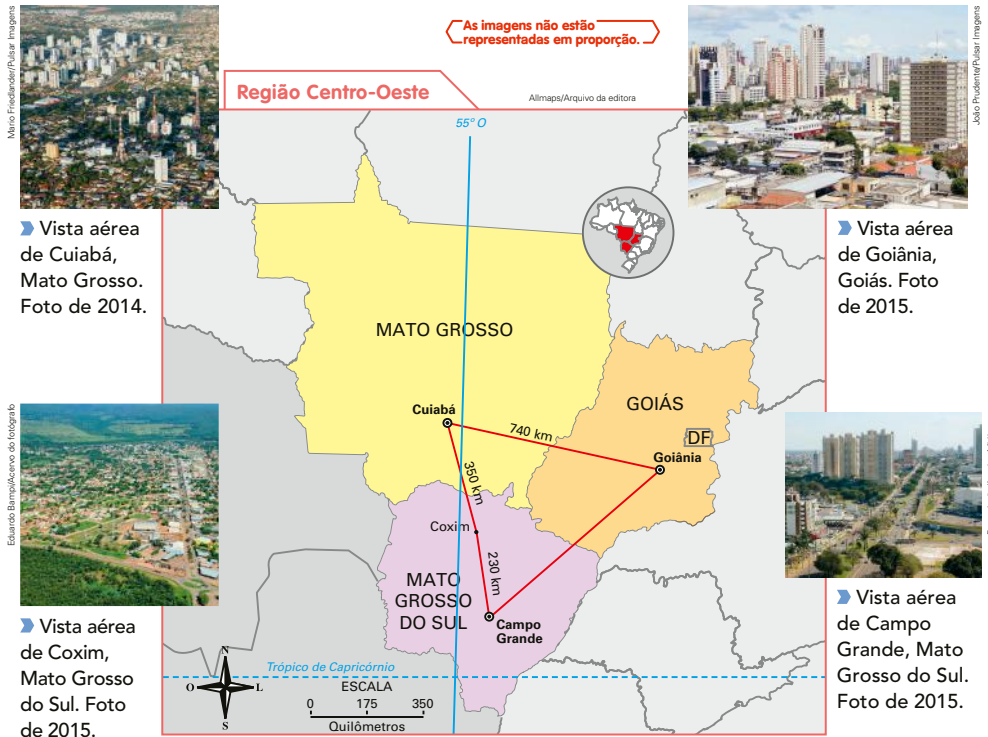 As imagens não estão
representadas em proporção.
Mario Friedlander/Pulsar Imagens
João Prudente/Pulsar Imagens
Região Centro-Oeste
Allmaps/Arquivo da editora
55° O
Vista aérea
de Cuiabá,
Mato Grosso.
Foto de 2014.
Vista aérea
de Goiânia,
Goiás. Foto
de 2015.
MATO GROSSO
GOIÁS
DF
Cuiabá
740 km
Goiânia
350 km
Coxim
230 km
MATO
GROSSO
DO SUL
Campo
Grande
Eduardo Bampi/Acervo do fotógrafo
Vista aérea
de Coxim,
Mato Grosso
do Sul. Foto
de 2015.
Vista aérea
de Campo
Grande, Mato
Grosso do Sul.
Foto de 2015.
N
O
L
S
Trópico de Capricórnio
ESCALA
0 175 350
Quilômetros